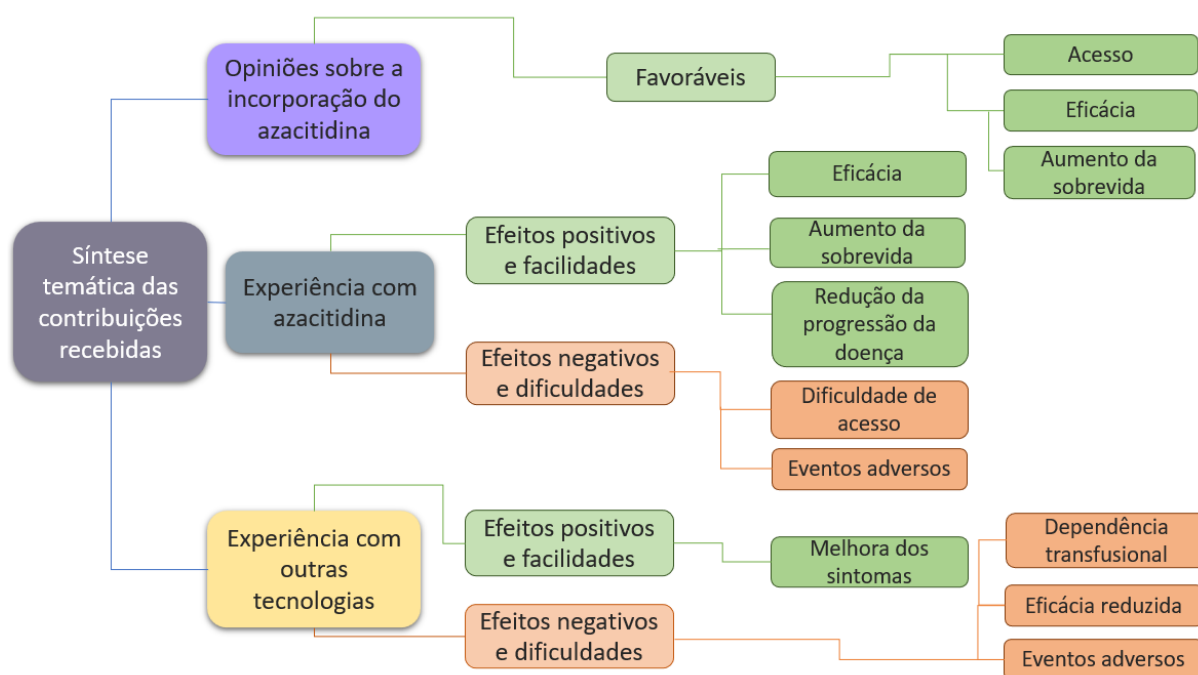 Síntese
temática das
contribuições
recebidas
Opiniões sobre a
incorporação do
azacitidina
Favoráveis
Acesso
Eficácia
Aumento da
sobrevida
Experiência com
azacitidina
Efeitos positivos
e facilidades
Eficácia
Aumento da
sobrevida
Redução da
progressão da
doença
Efeitos negativos
e dificuldades
Dificuldade de
acesso
Eventos adversos
Experiência com
outras
tecnologias
Efeitos positivos
e facilidades
Melhora dos
sintomas
Efeitos negativos
e dificuldades
Dependência
transfusional
Eficácia reduzida
Eventos adversos